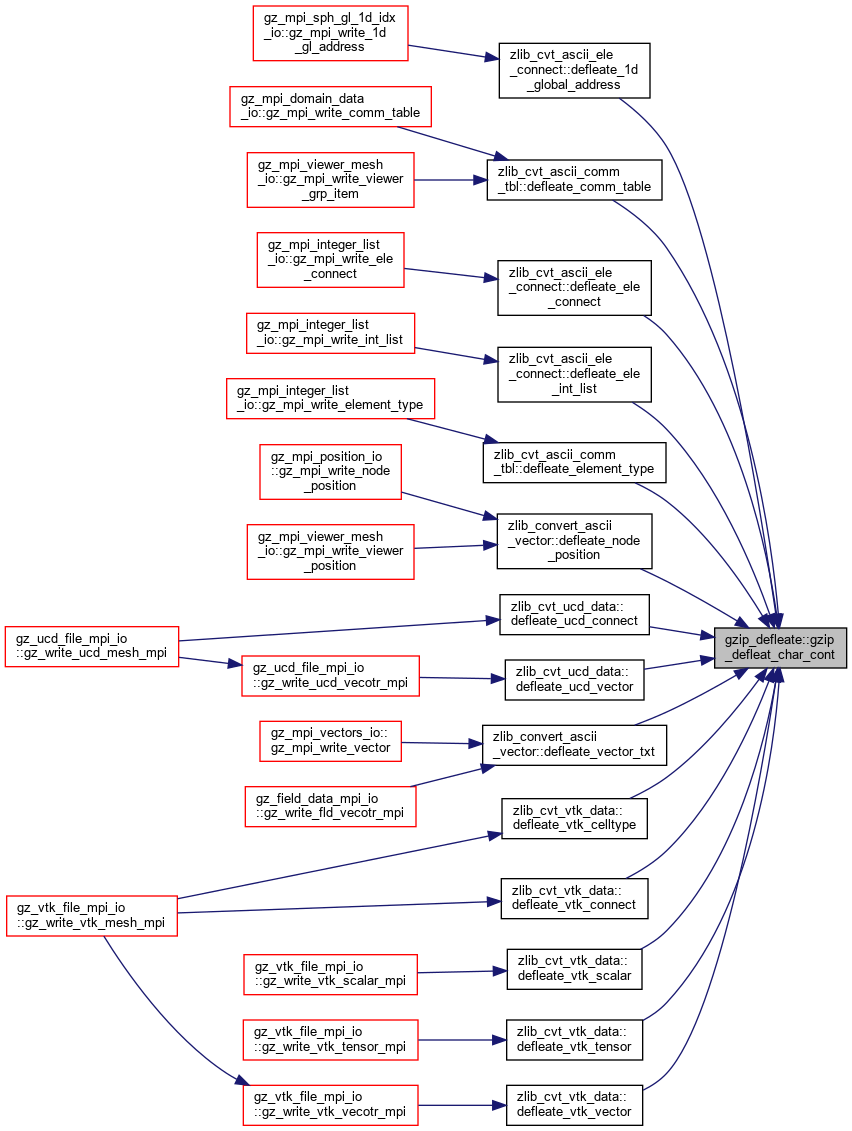 gz_mpi_sph_gl_1d_idx
_io::gz_mpi_write_1d
_gl_address
zlib_cvt_ascii_ele
_connect::defleate_1d
_global_address
gz_mpi_domain_data
_io::gz_mpi_write_comm_table
gz_mpi_viewer_mesh
_io::gz_mpi_write_viewer
_grp_item
zlib_cvt_ascii_comm
_tbl::defleate_comm_table
gz_mpi_integer_list
_io::gz_mpi_write_ele
_connect
zlib_cvt_ascii_ele
_connect::defleate_ele
_connect
gz_mpi_integer_list
_io::gz_mpi_write_int_list
zlib_cvt_ascii_ele
_connect::defleate_ele
_int_list
gz_mpi_integer_list
_io::gz_mpi_write_element_type
zlib_cvt_ascii_comm
_tbl::defleate_element_type
gz_mpi_position_io
::gz_mpi_write_node
_position
gz_mpi_viewer_mesh
_io::gz_mpi_write_viewer
_position
zlib_convert_ascii
_vector::defleate_node
_position
zlib_cvt_ucd_data::
defleate_ucd_connect
gzip_defleate::gzip
_defleat_char_cont
gz_ucd_file_mpi_io
::gz_write_ucd_mesh_mpi
gz_ucd_file_mpi_io
::gz_write_ucd_vecotr_mpi
zlib_cvt_ucd_data::
defleate_ucd_vector
gz_mpi_vectors_io::
gz_mpi_write_vector
zlib_convert_ascii
_vector::defleate_vector_txt
gz_field_data_mpi_io
::gz_write_fld_vecotr_mpi
zlib_cvt_vtk_data::
defleate_vtk_celltype
gz_vtk_file_mpi_io
::gz_write_vtk_mesh_mpi
zlib_cvt_vtk_data::
defleate_vtk_connect
gz_vtk_file_mpi_io
::gz_write_vtk_scalar_mpi
zlib_cvt_vtk_data::
defleate_vtk_scalar
gz_vtk_file_mpi_io
::gz_write_vtk_tensor_mpi
zlib_cvt_vtk_data::
defleate_vtk_tensor
gz_vtk_file_mpi_io
::gz_write_vtk_vecotr_mpi
zlib_cvt_vtk_data::
defleate_vtk_vector